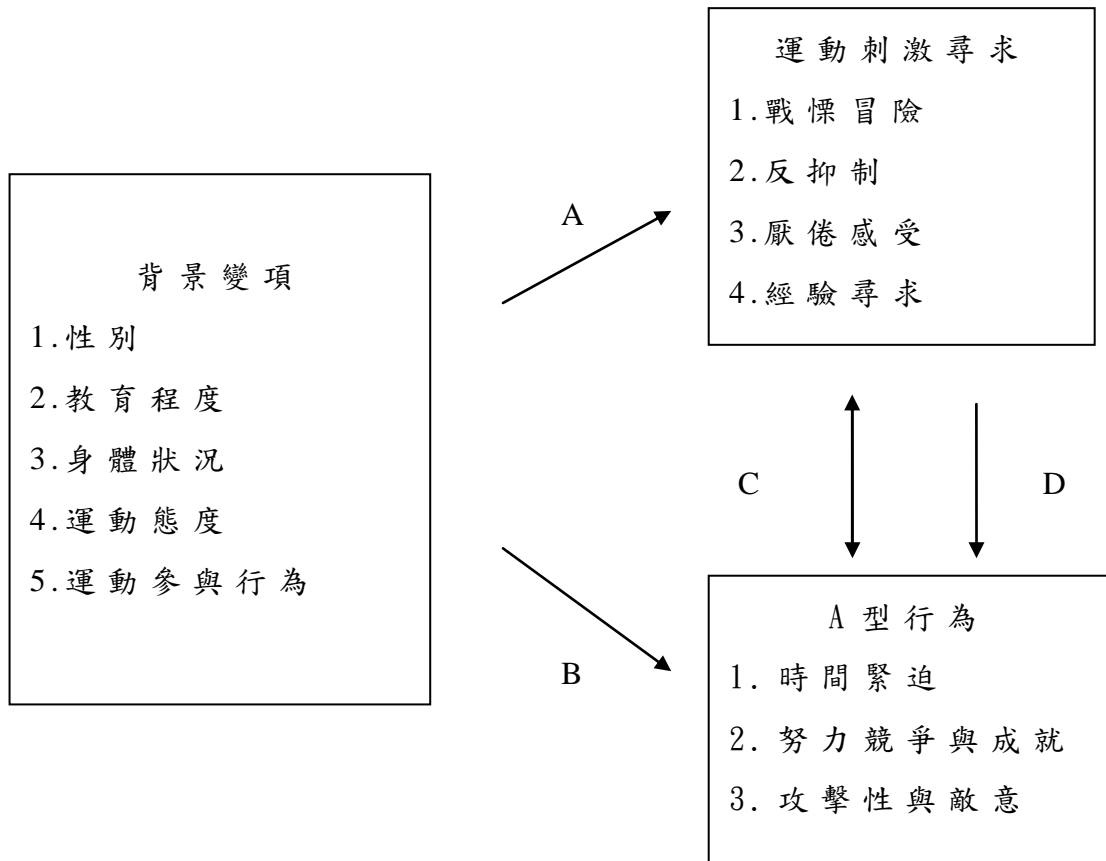 運動刺激尋求
1.戰慄冒險
2.反抑制
3.厭倦感受
4.經驗尋求
A
背景變項
1.性別
2.教育程度
3.身體狀況
4.運動態度
5.運動參與行為
C
D
B
A型行為
1. 時間緊迫
2. 努力競爭與成就
3. 攻擊性與敵意